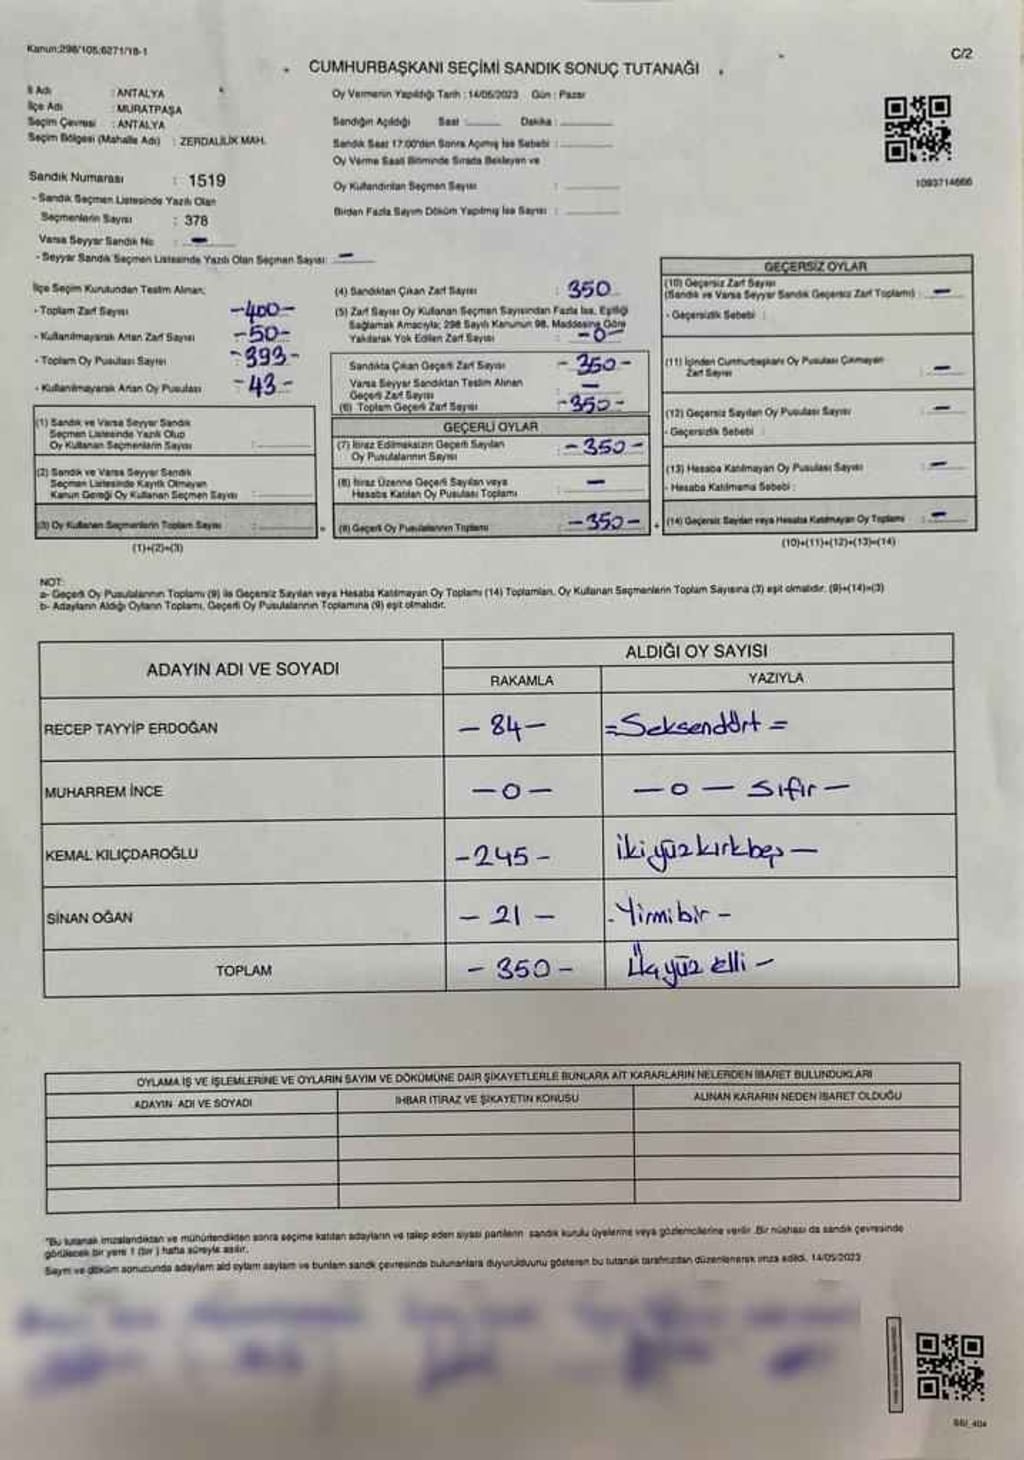 Kanun:298/105;6271/18-1
C/2
CUMHURBAŞKANI SEÇİMİ SANDIK SONUÇ TUTANAĞI
İl Adı : ANTALYA
İlçe Adı : MURATPAŞA
Seçim Çevresi : ANTALYA
Seçim Bölgesi (Mahalle Adı) : ZERDALİLİK MAH.
Sandık Numarası : 1519
- Sandık Seçmen Listesinde Yazılı Olan
Seçmenlerin Sayısı : 378
Varsa Seyyar Sandık No : -
- Seyyar Sandık Seçmen Listesinde Yazılı Olan Seçmen Sayısı: -
Oy Vermenin Yapıldığı Tarih : 14/05/2023 Gün : Pazar
Sandığın Açıldığı Saat : Dakika :
Sandık Saat 17:00'den Sonra Açılmış İse Sebebi :
Oy Verme Saati Bitiminde Sırada Bekleyen ve
Oy Kullandırılan Seçmen Sayısı :
Birden Fazla Sayım Döküm Yapılmış İse Sayısı :
1093714666
İlçe Seçim Kurulundan Teslim Alınan;
- Toplam Zarf Sayısı -400-
- Kullanılmayarak Artan Zarf Sayısı -50-
- Toplam Oy Pusulası Sayısı -393-
- Kullanılmayarak Artan Oy Pusulası -43-
(1) Sandık ve Varsa Seyyar Sandık
Seçmen Listesinde Yazılı Olup
Oy Kullanan Seçmenlerin Sayısı :
(2) Sandık ve Varsa Seyyar Sandık
Seçmen Listesinde Kayıtlı Olmayan
Kanun Gereği Oy Kullanan Seçmen Sayısı :
(3) Oy Kullanan Seçmenlerin Toplam Sayısı :
(1)+(2)=(3)
(4) Sandıktan Çıkan Zarf Sayısı : 350
(5) Zarf Sayısı Oy Kullanan Seçmen Sayısından Fazla İse, Eşitliği
Sağlamak Amacıyla; 298 Sayılı Kanunun 98. Maddesine Göre
Yakılarak Yok Edilen Zarf Sayısı : -0-
Sandıkta Çıkan Geçerli Zarf Sayısı : -350-
Varsa Seyyar Sandıktan Teslim Alınan
Geçerli Zarf Sayısı : -
(6) Toplam Geçerli Zarf Sayısı : -350-
GEÇERLİ OYLAR
(7) İtiraz Edilmeksizin Geçerli Sayılan
Oy Pusulalarının Sayısı : -350-
(8) İtiraz Üzerine Geçerli Sayılan veya
Hesaba Katılan Oy Pusulası Toplamı : -
= (9) Geçerli Oy Pusulalarının Toplamı : -350-
GEÇERSİZ OYLAR
(10) Geçersiz Zarf Sayısı
(Sandık ve Varsa Seyyar Sandık Geçersiz Zarf Toplamı) : -
- Geçersizlik Sebebi :
(11) İçinden Cumhurbaşkanı Oy Pusulası Çıkmayan
Zarf Sayısı : -
(12) Geçersiz Sayılan Oy Pusulası Sayısı : -
- Geçersizlik Sebebi :
(13) Hesaba Katılmayan Oy Pusulası Sayısı : -
- Hesaba Katılmama Sebebi :
+ (14) Geçersiz Sayılan veya Hesaba Katılmayan Oy Toplamı : -
(10)+(11)+(12)+(13)=(14)
NOT:
a- Geçerli Oy Pusulalarının Toplamı (9) ile Geçersiz Sayılan veya Hesaba Katılmayan Oy Toplamı (14) Toplamları, Oy Kullanan Seçmenlerin Toplam Sayısına (3) eşit olmalıdır. (9)+(14)=(3)
b- Adayların Aldığı Oyların Toplamı, Geçerli Oy Pusulalarının Toplamına (9) eşit olmalıdır.
ADAYIN ADI VE SOYADI
ALDIĞI OY SAYISI
RAKAMLA YAZIYLA
RECEP TAYYİP ERDOĞAN - 84 - =Seksendört=
MUHARREM İNCE -0- -0- Sıfır-
KEMAL KILIÇDAROĞLU -245- ikiyüzkırkbeş-
SİNAN OĞAN - 21 - -Yirmibir-
TOPLAM - 350 - Üçyüz elli-
OYLAMA İŞ VE İŞLEMLERİNE VE OYLARIN SAYIM VE DÖKÜMÜNE DAİR ŞİKAYETLERLE BUNLARA AİT KARARLARIN NELERDEN İBARET BULUNDUKLARI
ADAYIN ADI VE SOYADI İHBAR İTİRAZ VE ŞİKAYETİN KONUSU ALINAN KARARIN NEDEN İBARET OLDUĞU
"Bu tutanak imzalandıktan ve mühürlendikten sonra seçime katılan adayların ve talep eden siyasi partilerin sandık kurulu üyelerine veya gözlemcilerine verilir. Bir nüshası da sandık çevresinde
görülecek bir yere 1 (bir) hafta süreyle asılır.
Sayım ve döküm sonucunda adayların aldığı oyların sayılarını ve bunların sandık çevresinde bulunanlara duyurulduğunu gösteren bu tutanak tarafımızdan düzenlenerek imza edildi. 14/05/2023